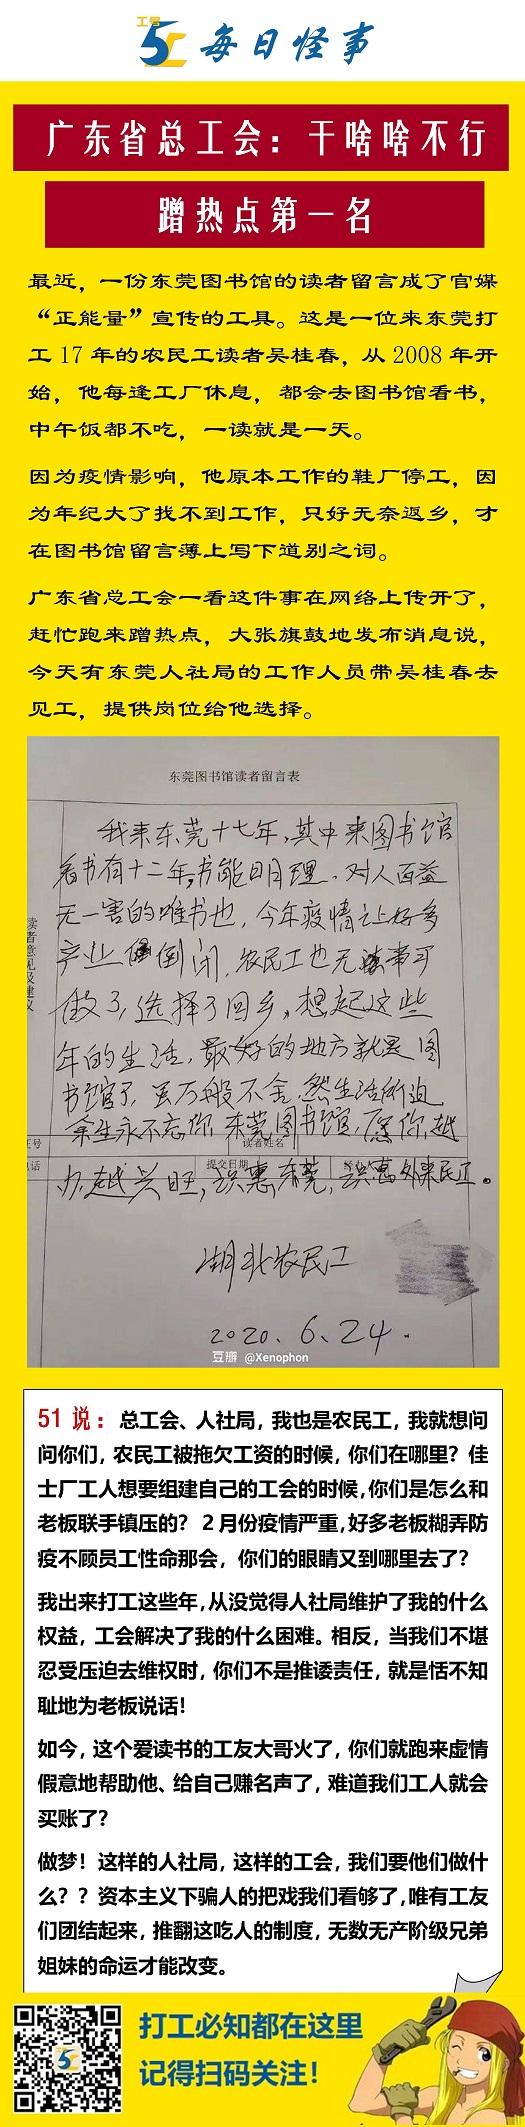 工号
51
每日怪事
广东省总工会：干啥啥不行
蹭热点第一名
最近，一份东莞图书馆的读者留言成了官媒
“正能量”宣传的工具。这是一位来东莞打
工17年的农民工读者吴桂春，从2008年开
始，他每逢工厂休息，都会去图书馆看书，
中午饭都不吃，一读就是一天。
因为疫情影响，他原本工作的鞋厂停工，因
为年纪大了找不到工作，只好无奈返乡，才
在图书馆留言薄上写下道别之词。
广东省总工会一看这件事在网络上传开了，
赶忙跑来蹭热点，大张旗鼓地发布消息说，
今天有东莞人社局的工作人员带吴桂春去
见工，提供岗位给他选择。
东莞图书馆读者留言表
我来东莞十七年，其中来图书馆
看书有十二年，书能明理，对人百益
无一害的唯书也，今年疫情让好多
产业倒闭，农民工也无事可
做了，选择了回乡，想起这些
年的生活，最好的地方就是图
书馆了，虽万般不舍，然生活所迫
余生永不忘你，东莞图书馆，愿你越
办越兴旺，识惠东莞，识惠外来民工。
读者意见及建议
证号
读者姓名
电话
提交日期
湖北农民工
2020.6.24.
豆瓣 @Xenophon
51 说：总工会、人社局，我也是农民工，我就想问
问你们，农民工被拖欠工资的时候，你们在哪里？佳
士厂工人想要组建自己的工会的时候，你们是怎么和
老板联手镇压的？ 2月份疫情严重，好多老板糊弄防
疫不顾员工性命那会，你们的眼睛又到哪里去了？
我出来打工这些年，从没觉得人社局维护了我的什么
权益，工会解决了我的什么困难。相反，当我们不堪
忍受压迫去维权时，你们不是推诿责任，就是恬不知
耻地为老板说话！
如今，这个爱读书的工友大哥火了，你们就跑来虚情
假意地帮助他、给自己赚名声了，难道我们工人就会
买账了？
做梦！这样的人社局，这样的工会，我们要他们做什
么？？资本主义下骗人的把戏我们看够了，唯有工友
们团结起来，推翻这吃人的制度，无数无产阶级兄弟
姐妹的命运才能改变。
打工必知都在这里
记得扫码关注！